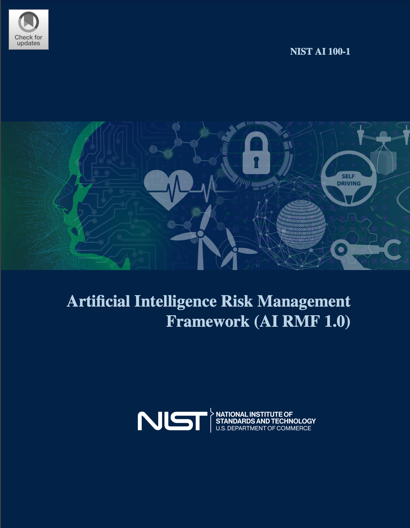 Check for
updates
NIST AI 100-1
SELF
DRIVING
Artificial Intelligence Risk Management
Framework (AI RMF 1.0)
NIST
NATIONAL INSTITUTE OF
STANDARDS AND TECHNOLOGY
U.S. DEPARTMENT OF COMMERCE